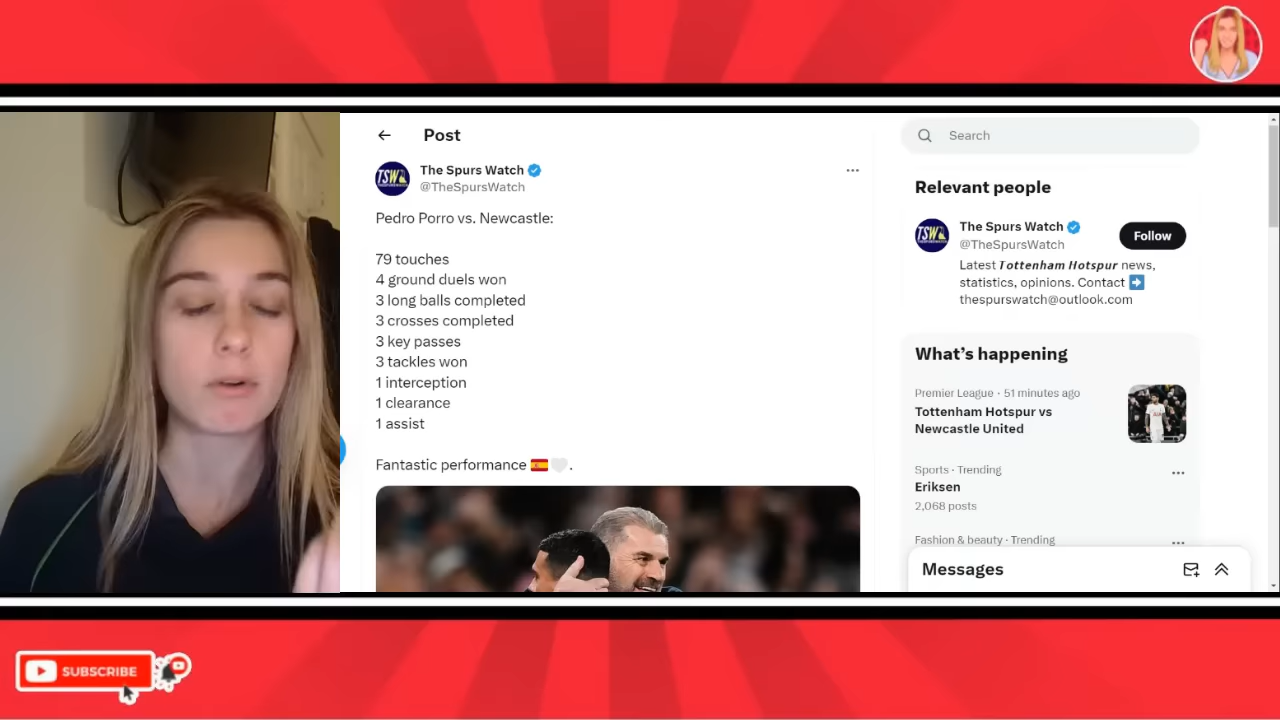 Post
Search
TSW
The Spurs Watch
@TheSpursWatch
Pedro Porro vs. Newcastle:
79 touches
4 ground duels won
3 long balls completed
3 crosses completed
3 key passes
3 tackles won
1 interception
1 clearance
1 assist
Fantastic performance 🇪🇸🤍.
Relevant people
TSW
The Spurs Watch
@TheSpursWatch
Follow
Latest Tottenham Hotspur news,
statistics, opinions. Contact ➡️
thespurswatch@outlook.com
What's happening
Premier League · 51 minutes ago
Tottenham Hotspur vs
Newcastle United
Sports · Trending
Eriksen
2,068 posts
Fashion & beauty · Trending
Messages
SUBSCRIBE